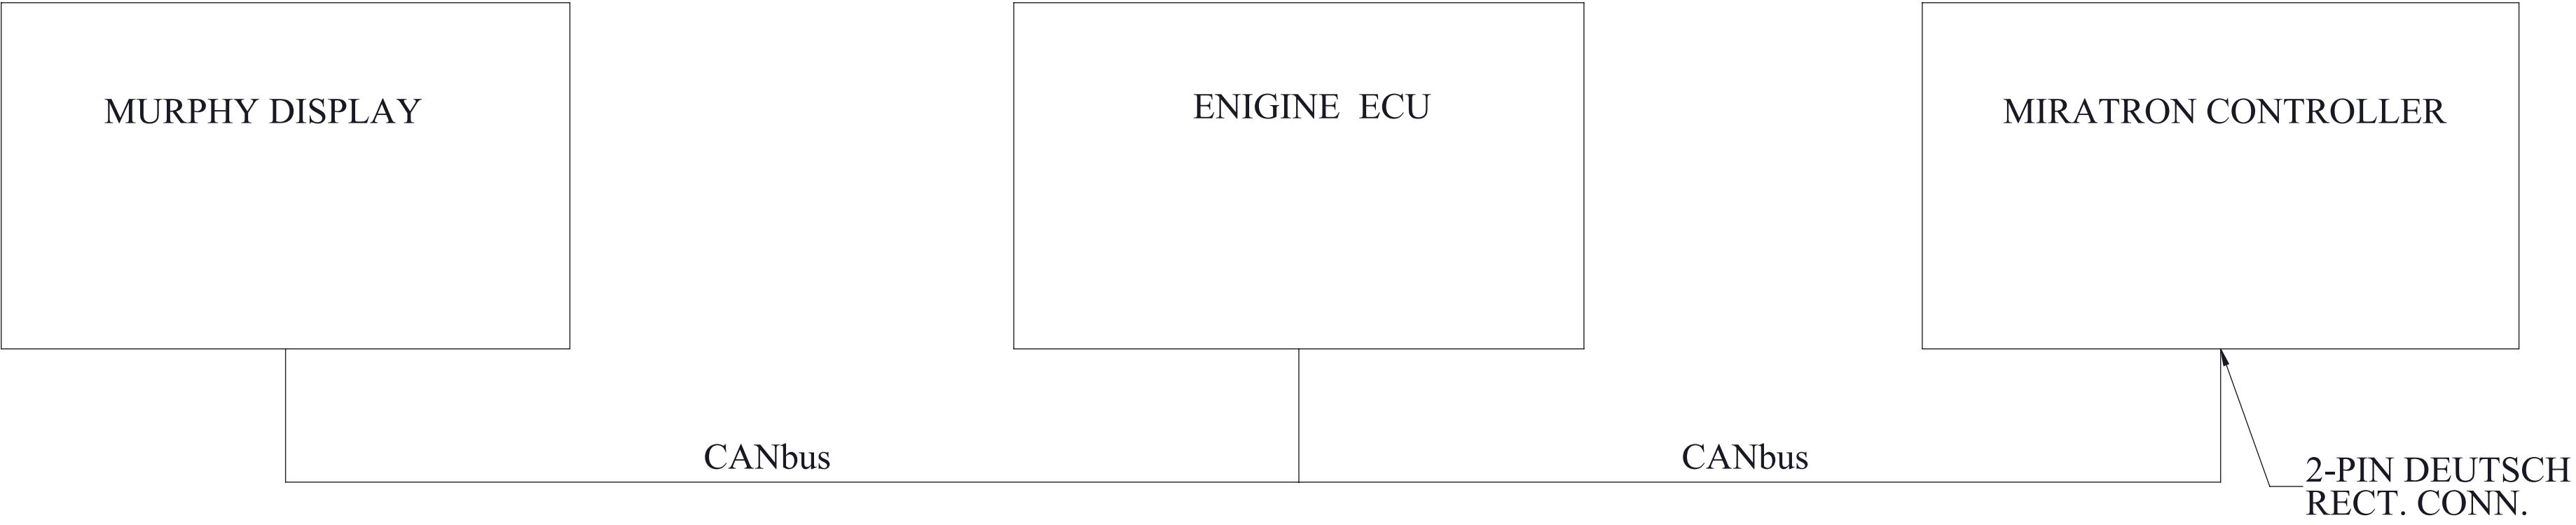 MURPHY DISPLAY
ENIGINE  ECU
MIRATRON CONTROLLER
CANbus
CANbus
2-PIN DEUTSCH
RECT. CONN.